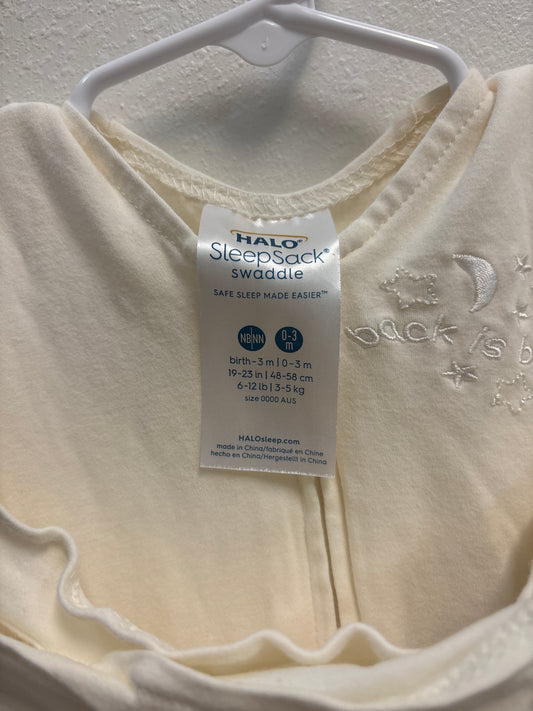 HALO®
SleepSack®
swaddle
SAFE SLEEP MADE EASIER™
NB|NN 0-3 m
birth-3 m | 0-3 m
19-23 in | 48-58 cm
6-12 lb | 3-5 kg
size 0000 AUS
HALOsleep.com
made in China/fabriqué en Chine
hecho en China/Hergestellt in China
back is b